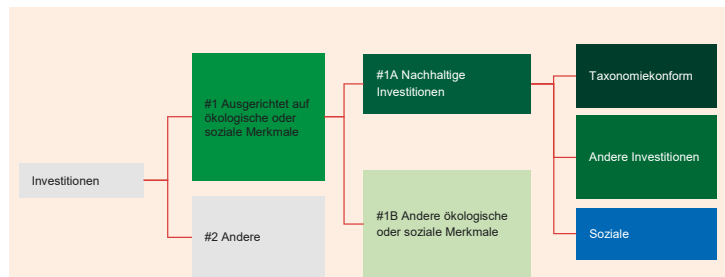 Investitionen
#1 Ausgerichtet auf
ökologische oder
soziale Merkmale
#2 Andere
#1A Nachhaltige
Investitionen
#1B Andere ökologische
oder soziale Merkmale
Taxonomiekonform
Andere Investitionen
Soziale